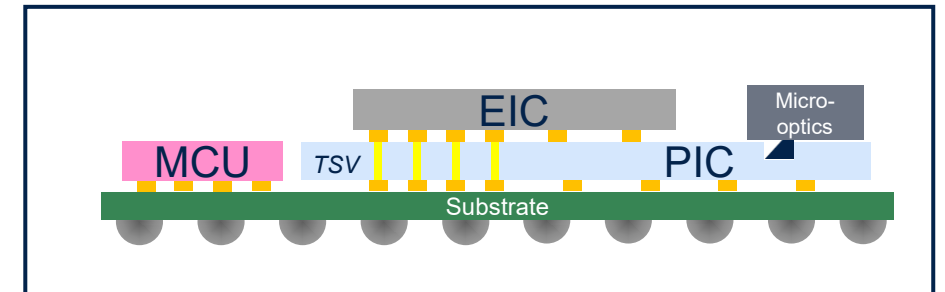 EIC
Micro-
optics
MCU
TSV
PIC
Substrate